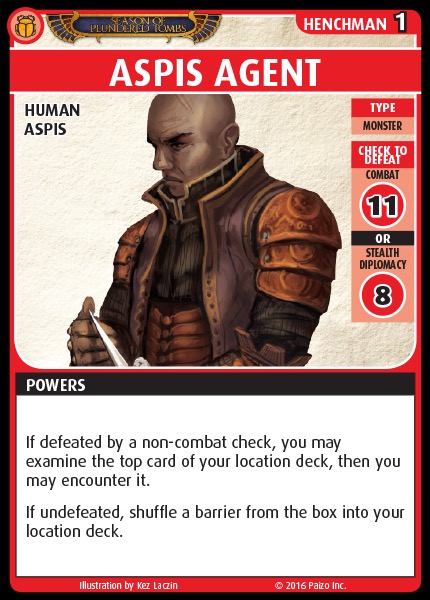 SEASON OF
PLUNDERED TOMBS
HENCHMAN 1
ASPIS AGENT
HUMAN
ASPIS
TYPE
MONSTER
CHECK TO
DEFEAT
COMBAT
11
OR
STEALTH
DIPLOMACY
8
POWERS
If defeated by a non-combat check, you may
examine the top card of your location deck, then you
may encounter it.
If undefeated, shuffle a barrier from the box into your
location deck.
Illustration by Kez Laczin
© 2016 Paizo Inc.